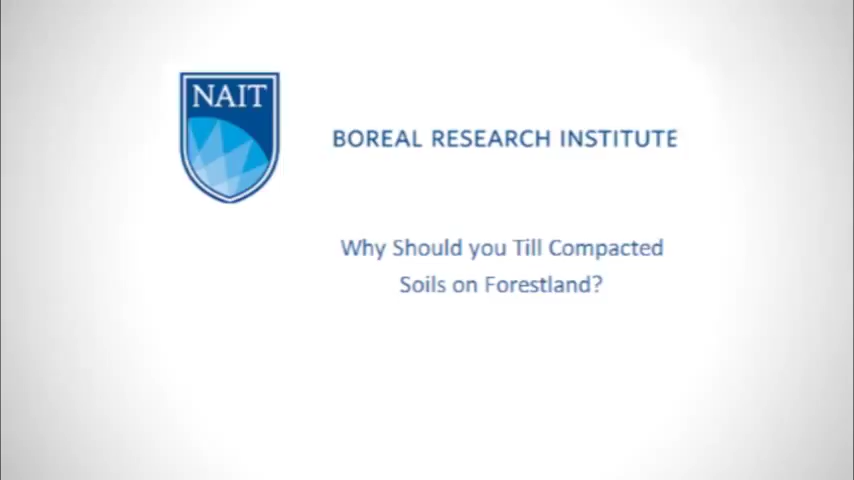 NAIT
BOREAL RESEARCH INSTITUTE
Why Should you Till Compacted
Soils on Forestland?